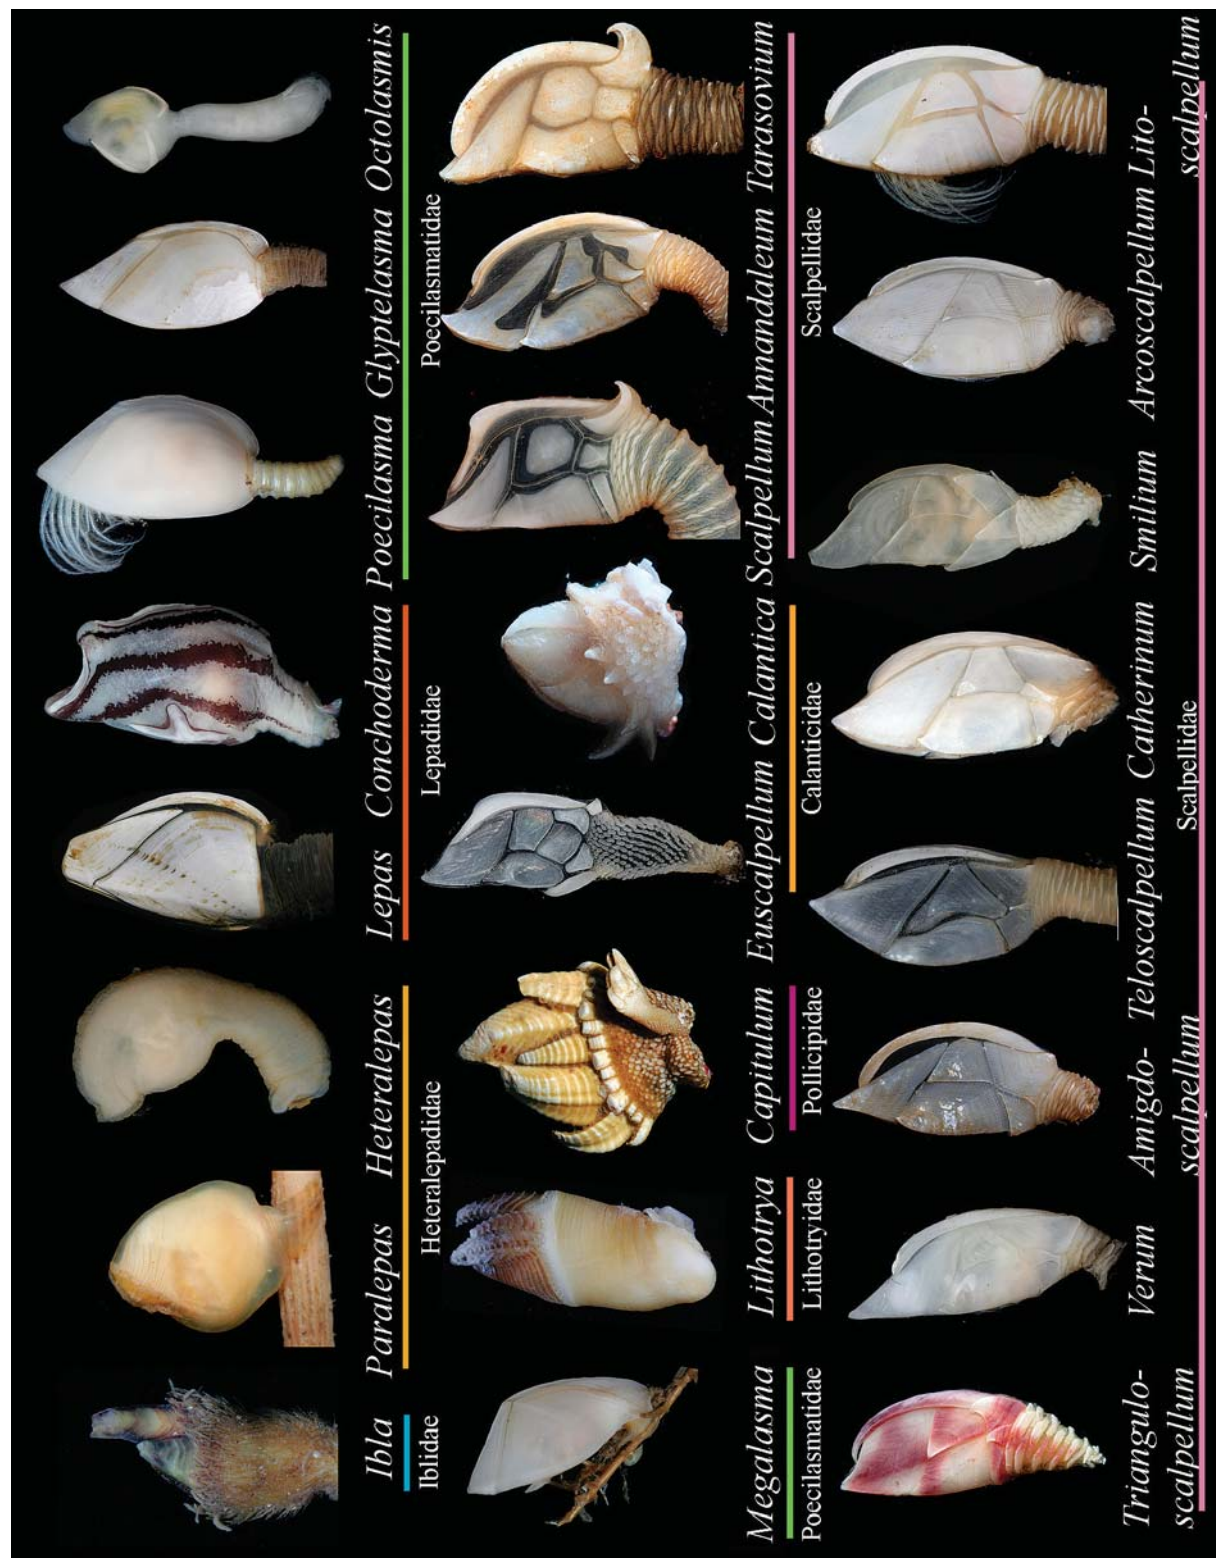 Ibla Paralepas Heteralepas Lepas Conchoderma Poecilasma Glyptelasma Octolasmis
Iblidae Heteralepadidae Lepadidae Poecilasmatidae
Megalasma Lithotrya Capitulum Euscalpellum Calantica Scalpellum Annandaleum Tarasovium
Poecilasmatidae Lithotryidae Pollicipidae Calanticidae Scalpellidae
Triangulo- Verum Amigdo- Teloscalpellum Catherinum Smilium Arcoscalpellum Lito-
scalpellum scalpellum Scalpellidae scalpellum